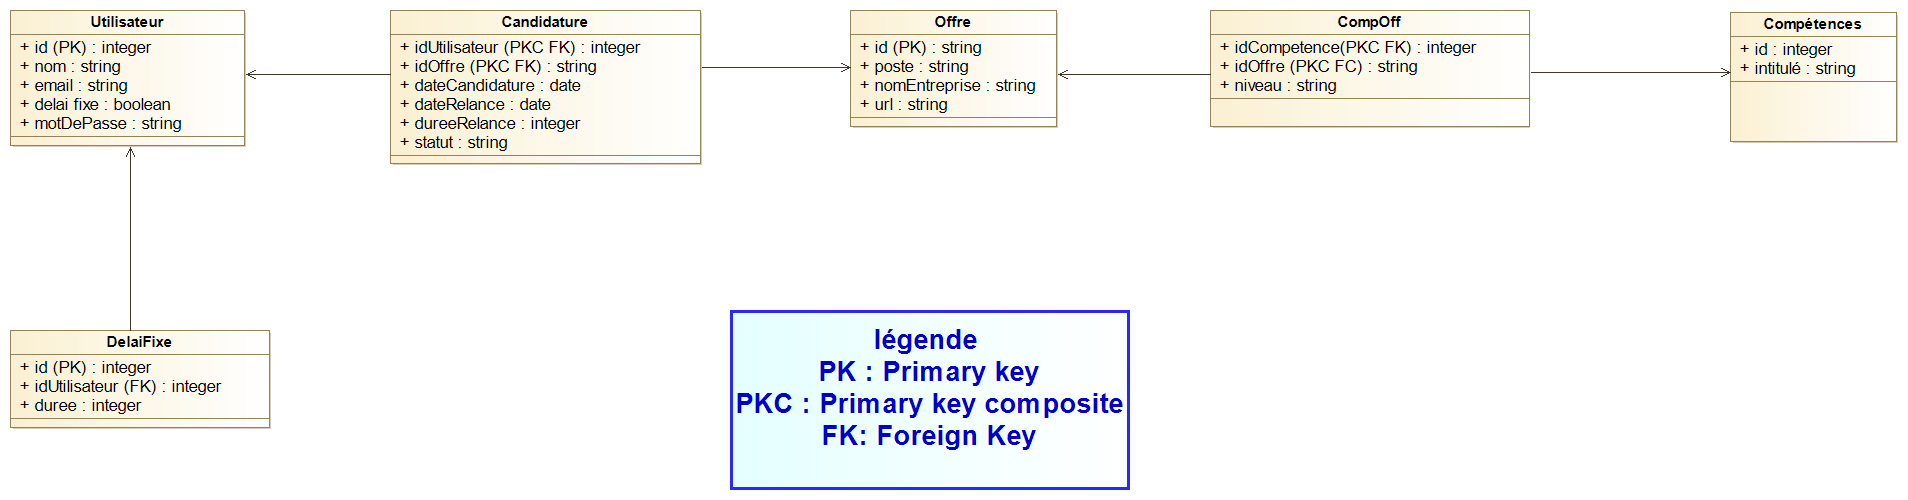 Utilisateur
+ id (PK) : integer
+ nom : string
+ email : string
+ delai fixe : boolean
+ motDePasse : string
Candidature
+ idUtilisateur (PKC FK) : integer
+ idOffre (PKC FK) : string
+ dateCandidature : date
+ dateRelance : date
+ dureeRelance : integer
+ statut : string
Offre
+ id (PK) : string
+ poste : string
+ nomEntreprise : string
+ url : string
CompOff
+ idCompetence(PKC FK) : integer
+ idOffre (PKC FC) : string
+ niveau : string
Compétences
+ id : integer
+ intitulé : string
DelaiFixe
+ id (PK) : integer
+ idUtilisateur (FK) : integer
+ duree : integer
légende
PK : Primary key
PKC : Primary key composite
FK: Foreign Key